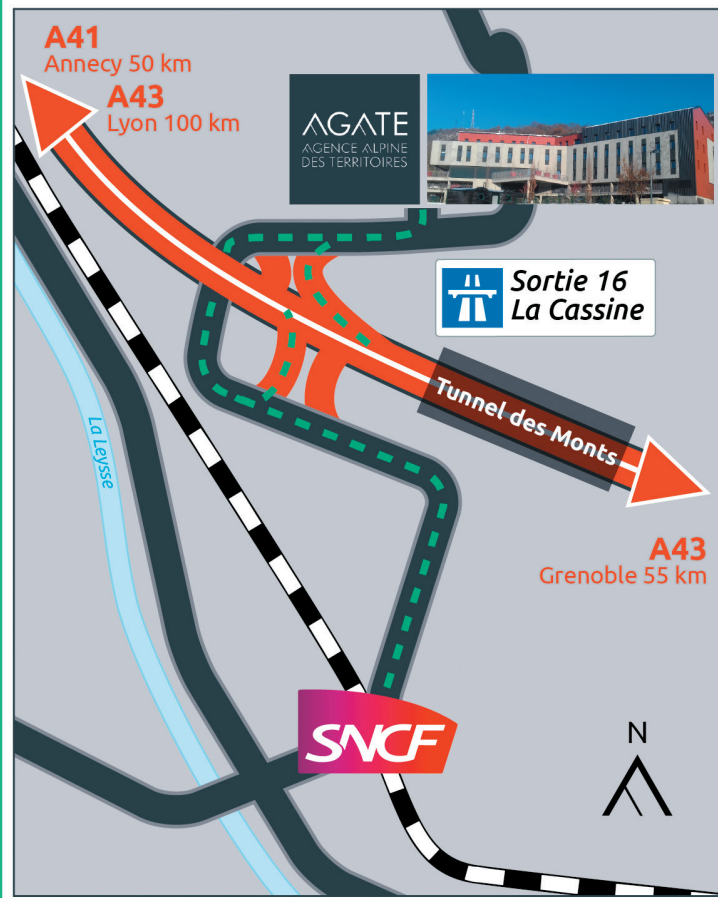 A41
Annecy 50 km
A43
Lyon 100 km
AGATE
AGENCE ALPINE
DES TERRITOIRES
Sortie 16
La Cassine
Tunnel des Monts
La Leysse
A43
Grenoble 55 km
SNCF
N